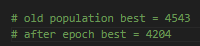 # old population best = 4543
# after epoch best = 4204